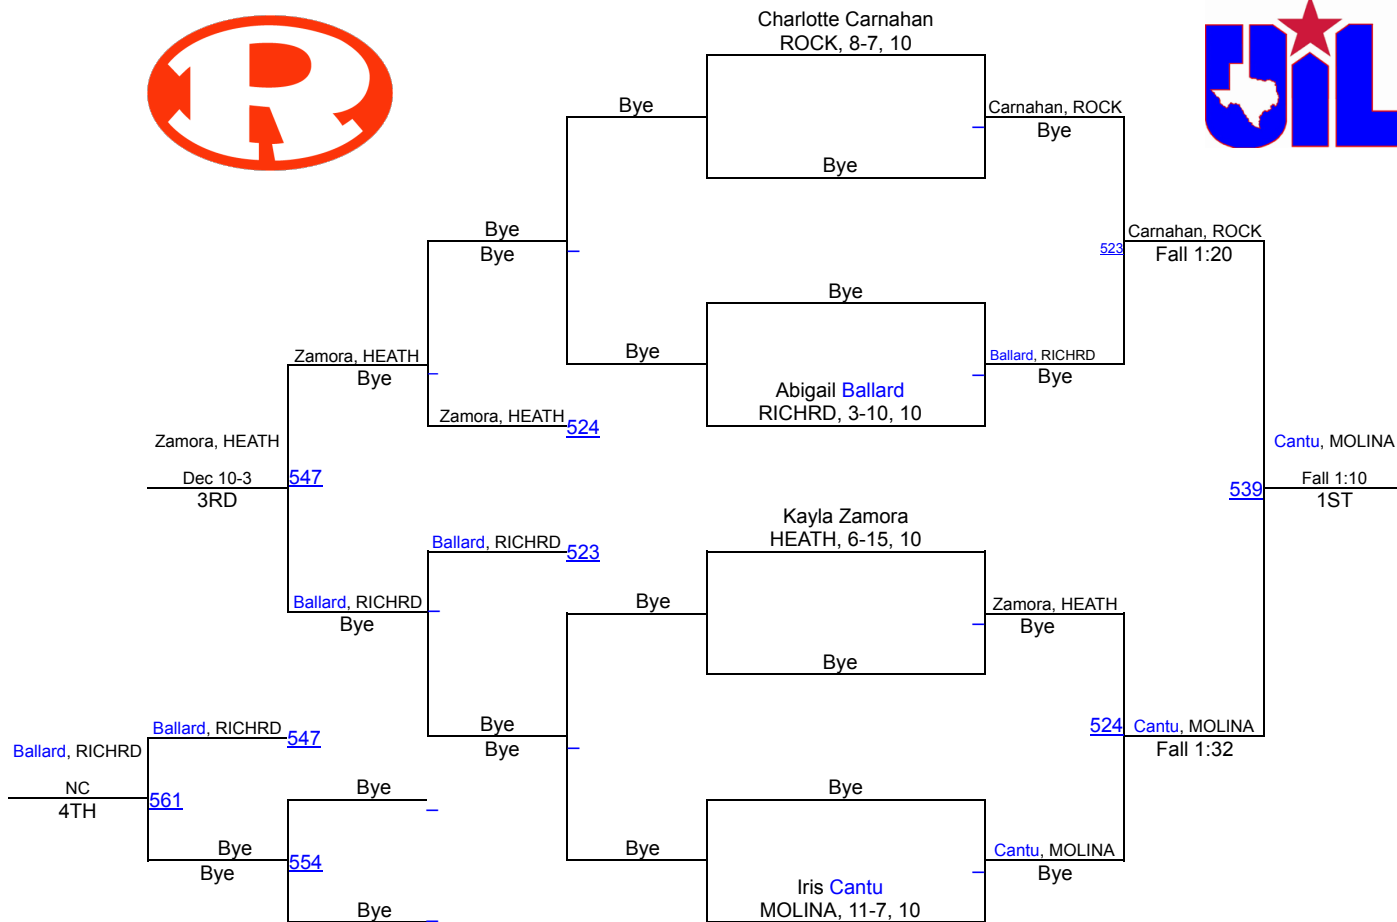 R
UIL
Charlotte Carnahan
ROCK, 8-7, 10
Bye
Carnahan, ROCK
Bye
Bye
Bye
Bye
523
Carnahan, ROCK
Fall 1:20
Bye
Bye
Zamora, HEATH
Bye
Ballard, RICHRD
Bye
Abigail Ballard
RICHRD, 3-10, 10
Zamora, HEATH 524
Zamora, HEATH
Dec 10-3
3RD
547
Cantu, MOLINA
Fall 1:10
1ST
539
Kayla Zamora
HEATH, 6-15, 10
Ballard, RICHRD 523
Ballard, RICHRD
Bye
Bye
Zamora, HEATH
Bye
Bye
Bye
Bye
524
Cantu, MOLINA
Fall 1:32
Ballard, RICHRD 547
Ballard, RICHRD
NC
4TH
561
Bye
Bye
Bye
Bye
554
Bye
Cantu, MOLINA
Bye
Iris Cantu
MOLINA, 11-7, 10
Bye